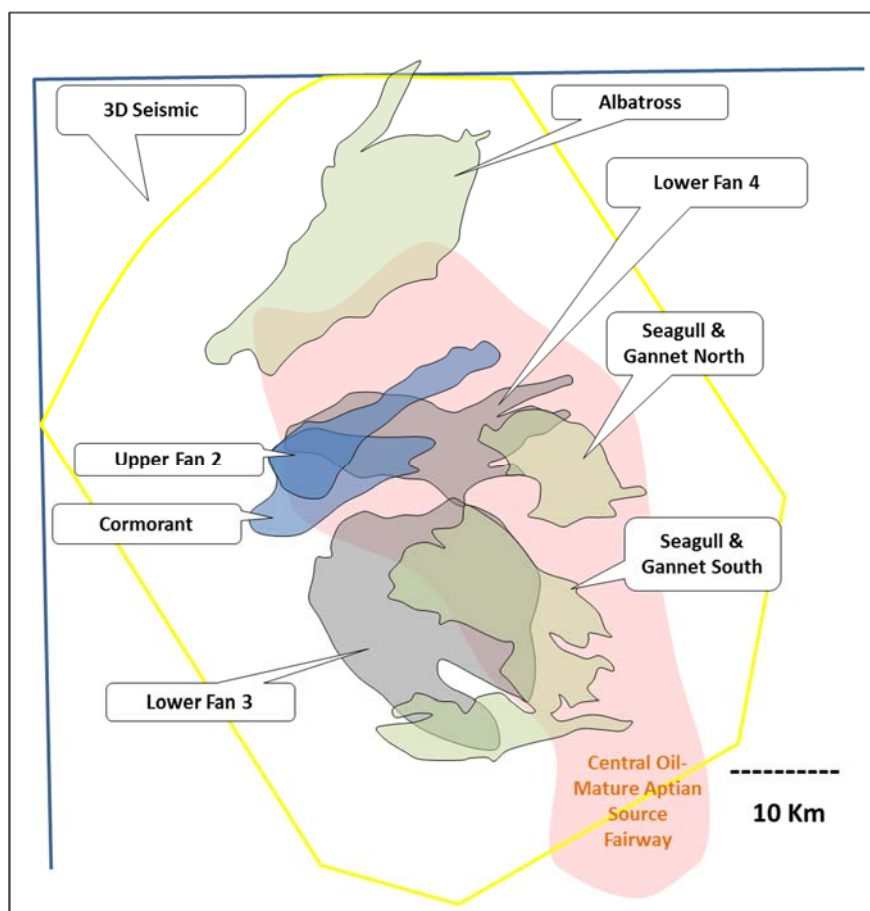 3D Seismic
Albatross
Lower Fan 4
Seagull &
Gannet North
Upper Fan 2
Cormorant
Seagull &
Gannet South
Lower Fan 3
Central Oil-
Mature Aptian
Source
Fairway
10 Km